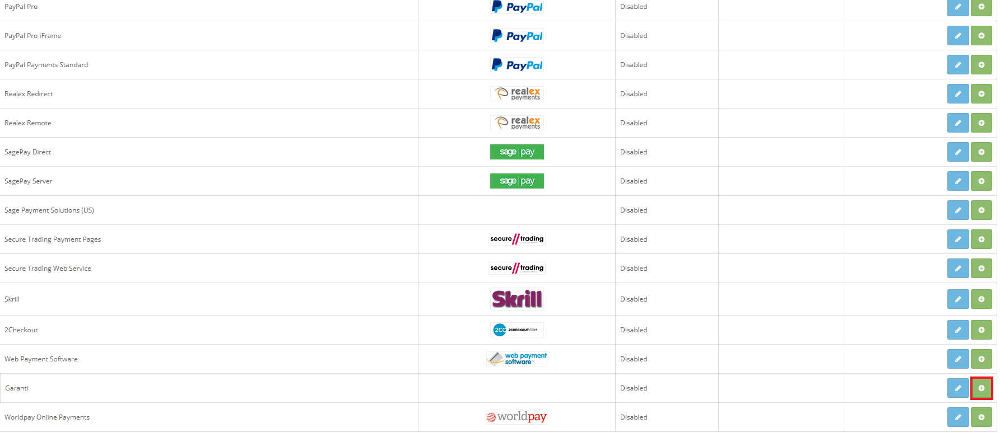 PayPal Pro PayPal Disabled
PayPal Pro iFrame PayPal Disabled
PayPal Payments Standard PayPal Disabled
Realex Redirect realex payments Disabled
Realex Remote realex payments Disabled
SagePay Direct sage pay Disabled
SagePay Server sage pay Disabled
Sage Payment Solutions (US) Disabled
Secure Trading Payment Pages secure trading Disabled
Secure Trading Web Service secure trading Disabled
Skrill Skrill Disabled
2Checkout 2CO 2CHECKOUT.COM Disabled
Web Payment Software web payment software Disabled
Garanti Disabled
Worldpay Online Payments worldpay Disabled